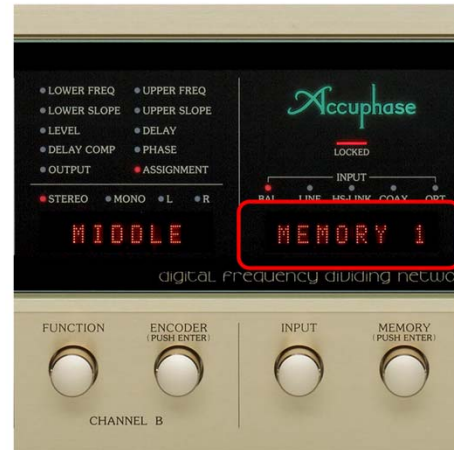 LOWER FREQ UPPER FREQ
LOWER SLOPE UPPER SLOPE
LEVEL DELAY
DELAY COMP PHASE
OUTPUT ASSIGNMENT
STEREO MONO L R
MIDDLE
Accuphase
LOCKED
INPUT
BAL LINE HS-LINK COAX OPT
MEMORY 1
digital frequency dividing netwo
FUNCTION ENCODER INPUT MEMORY
(PUSH ENTER) (PUSH ENTER)
CHANNEL B